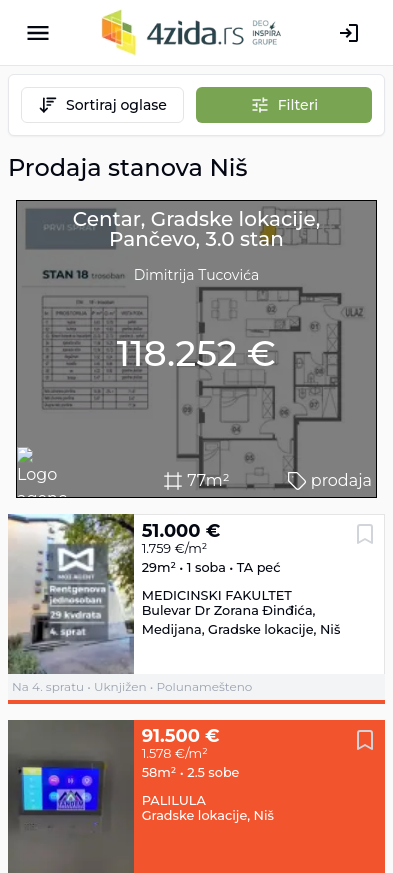 4zida.rs
DEO
INSPIRA
GRUPE
Sortiraj oglase
Filteri
Prodaja stanova Niš
PRVI SPRAT
Centar, Gradske lokacije,
Pančevo, 3.0 stan
STAN 18 trosoban
Dimitrija Tucovića
ULAZ
118.252 €
Logo
77m²
prodaja
MOJ AGENT
Rentgenova
jednosoban
29 kvdrata
4. sprat
51.000 €
1.759 €/m²
29m² • 1 soba • TA peć
MEDICINSKI FAKULTET
Bulevar Dr Zorana Đinđića,
Medijana, Gradske lokacije, Niš
Na 4. spratu • Uknjižen • Polunamešteno
TANDEM
91.500 €
1.578 €/m²
58m² • 2.5 sobe
PALILULA
Gradske lokacije, Niš